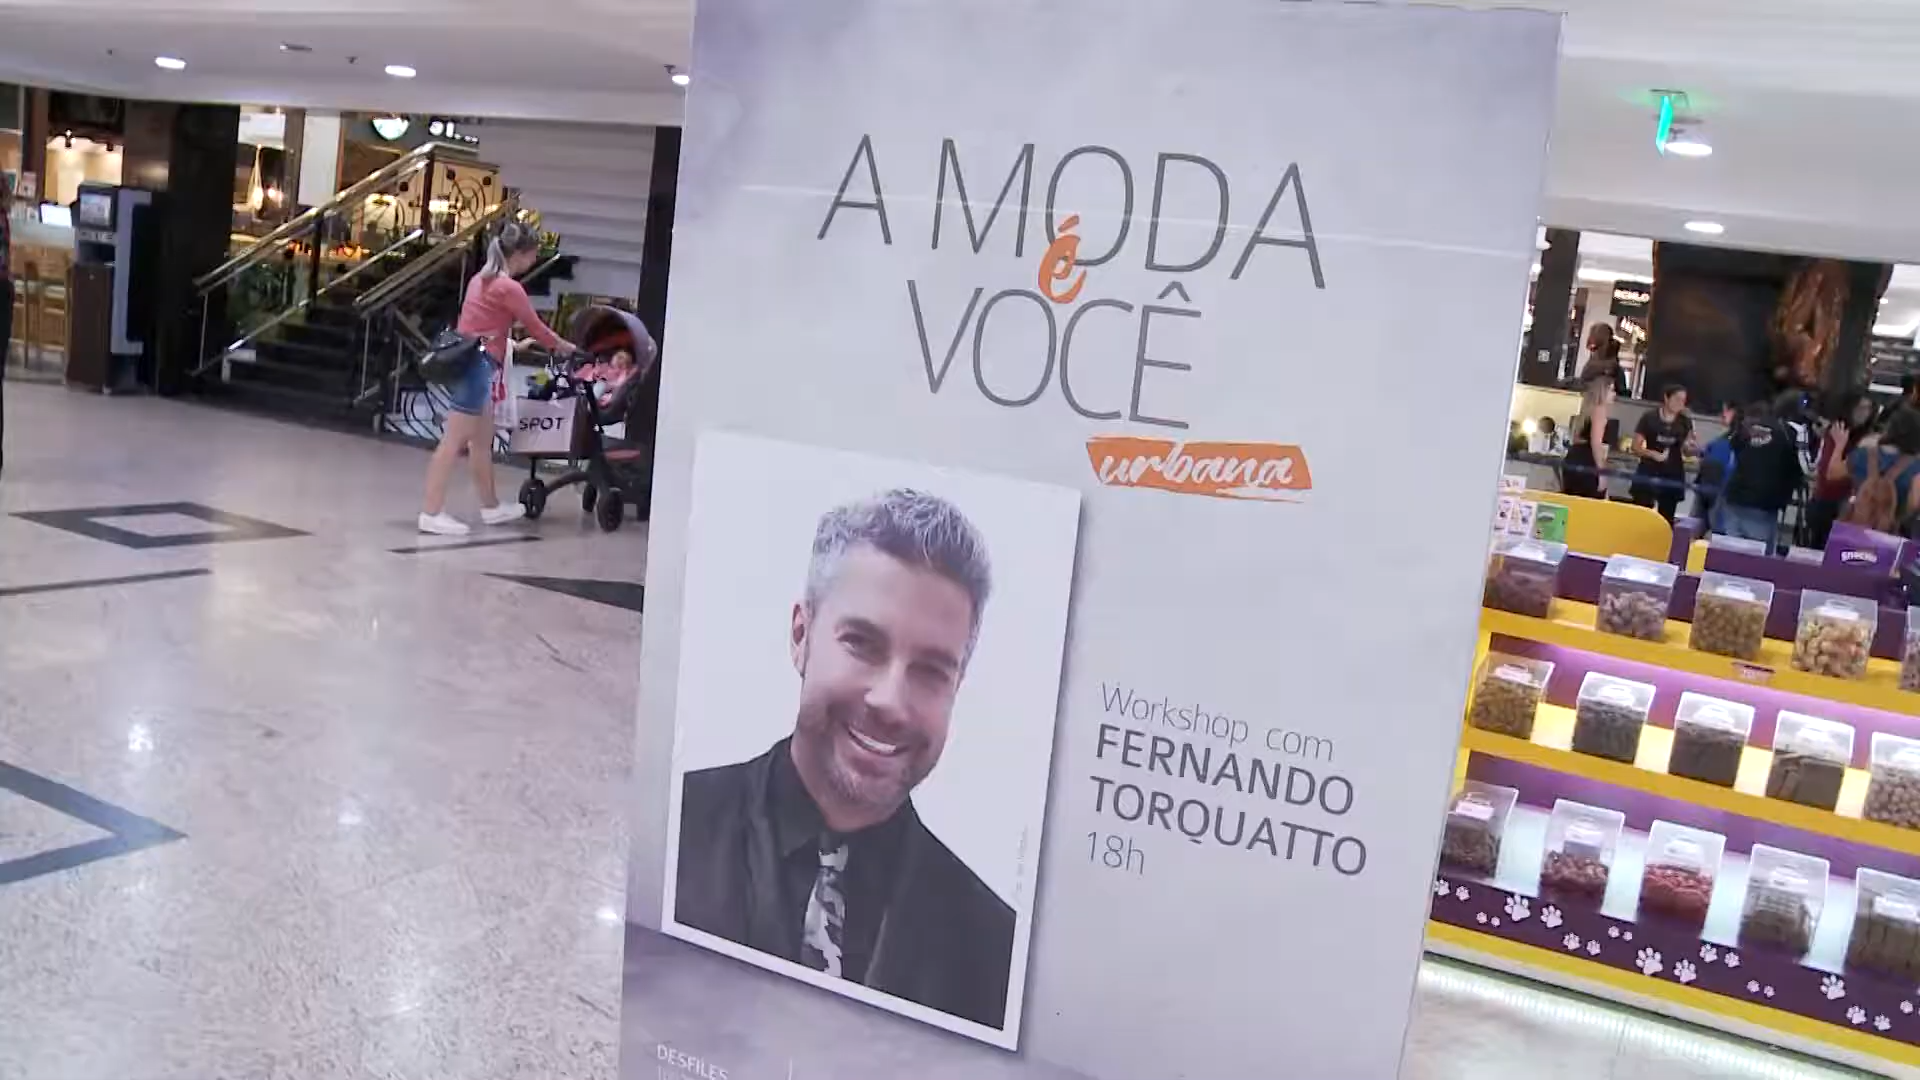 A MODA
é
VOCÊ
urbana
Workshop com
FERNANDO
TORQUATTO
18h
DESFILES
SPOT